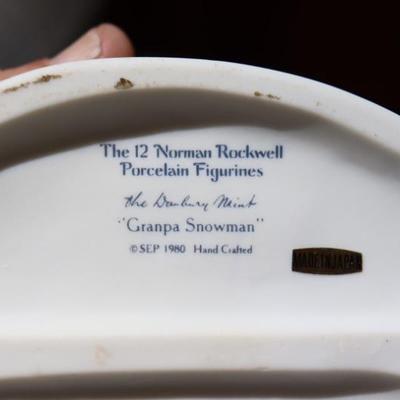 The 12 Norman Rockwell
Porcelain Figurines
the Danbury Mint
"Granpa Snowman"
© SEP 1980 Hand Crafted
MADE IN JAPAN